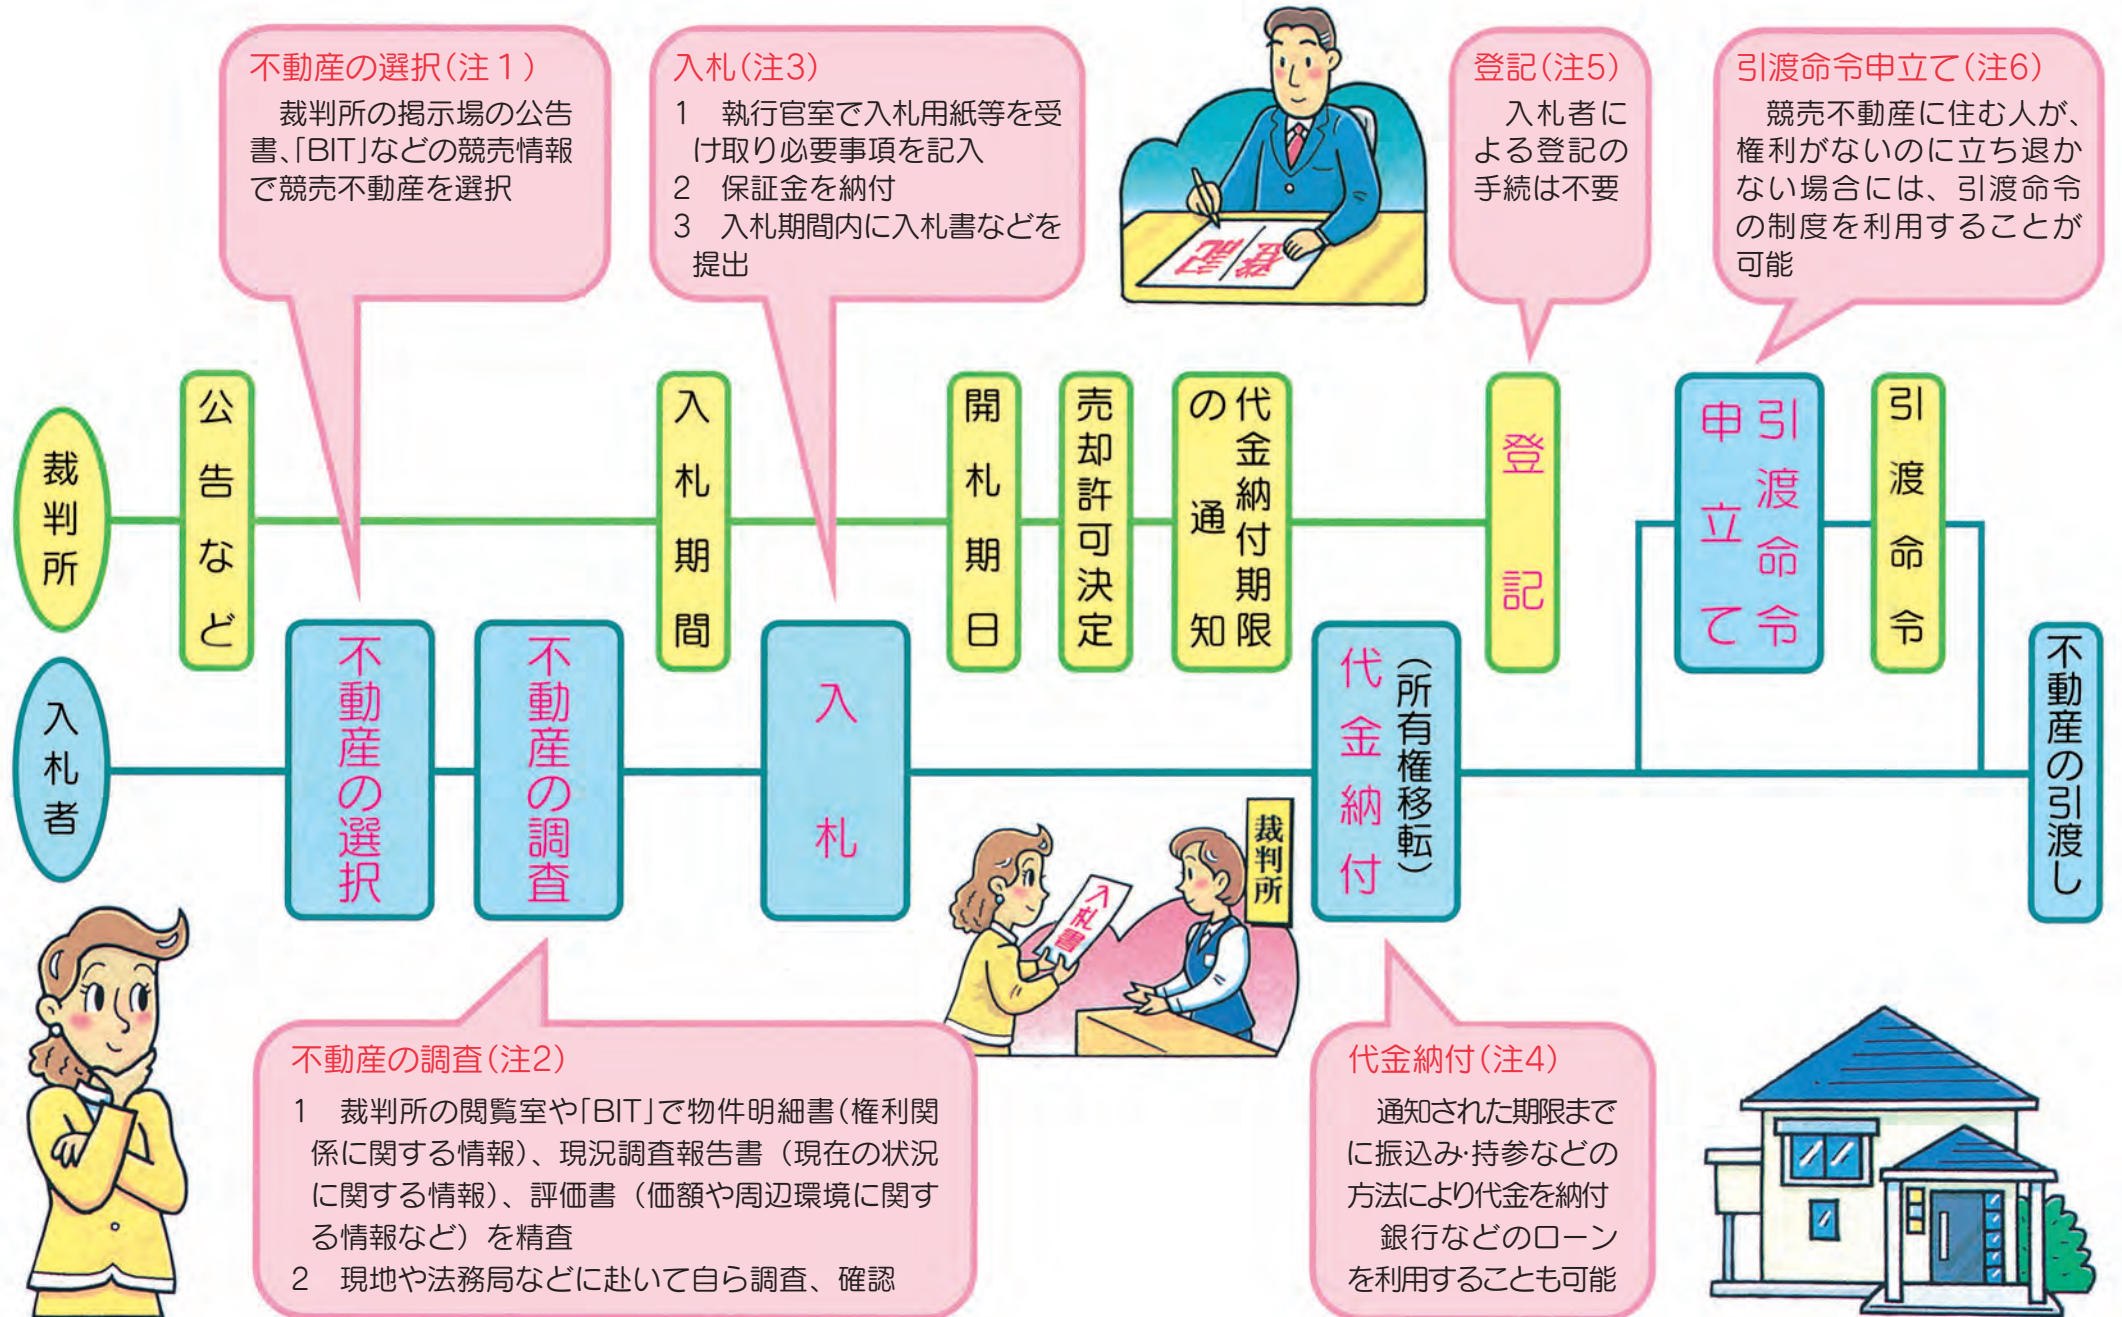 不動産の選択(注1)
裁判所の掲示場の公告
書、「BIT」などの競売情報
で競売不動産を選択
入札(注3)
1 執行官室で入札用紙等を受
け取り必要事項を記入
2 保証金を納付
3 入札期間内に入札書などを
提出
登記
登記(注5)
入札者に
よる登記の
手続は不要
引渡命令申立て(注6)
競売不動産に住む人が、
権利がないのに立ち退か
ない場合には、引渡命令
の制度を利用することが
可能
裁判所
公告など
入札期間
開札期日
売却許可決定
代金納付期限
の通知
登記
引渡命令
申立て
引渡命令
入札者
不動産の選択
不動産の調査
入札
(所有権移転)
代金納付
不動産の引渡し
裁判所
入札書
不動産の調査(注2)
1 裁判所の閲覧室や「BIT」で物件明細書(権利関
係に関する情報)、現況調査報告書(現在の状況
に関する情報)、評価書(価額や周辺環境に関す
る情報など)を精査
2 現地や法務局などに赴いて自ら調査、確認
代金納付(注4)
通知された期限まで
に振込み・持参などの
方法により代金を納付
銀行などのローン
を利用することも可能